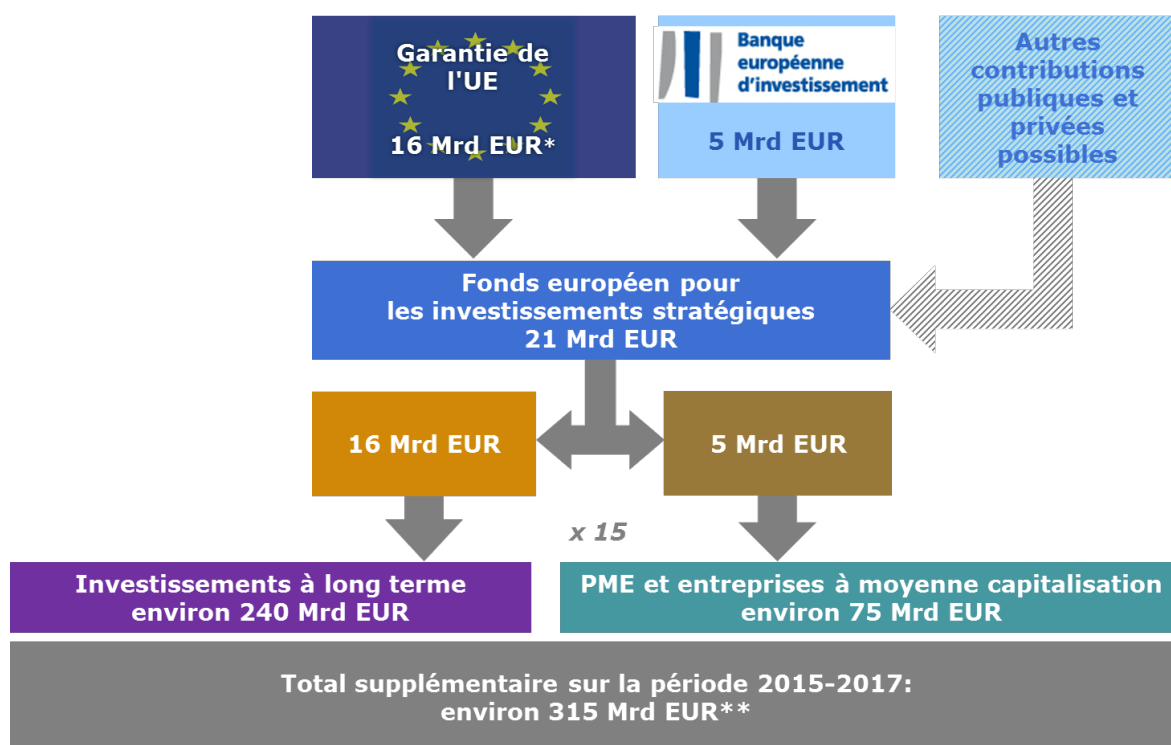 Garantie de
l'UE
16 Mrd EUR*
Banque
européenne
d'investissement
5 Mrd EUR
Autres
contributions
publiques et
privées
possibles
Fonds européen pour
les investissements stratégiques
21 Mrd EUR
16 Mrd EUR
5 Mrd EUR
x 15
Investissements à long terme
environ 240 Mrd EUR
PME et entreprises à moyenne capitalisation
environ 75 Mrd EUR
Total supplémentaire sur la période 2015-2017:
environ 315 Mrd EUR**